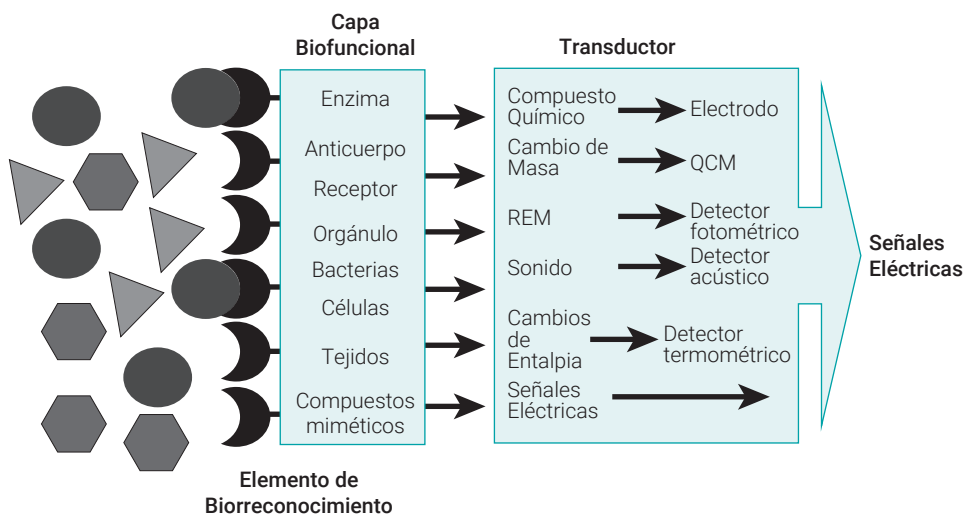 Capa
Biofuncional
Transductor
Enzima
Anticuerpo
Receptor
Orgánulo
Bacterias
Células
Tejidos
Compuestos
miméticos
Compuesto
Químico
Electrodo
Cambio de
Masa
QCM
REM
Detector
fotométrico
Sonido
Detector
acústico
Cambios
de
Entalpia
Detector
termométrico
Señales
Eléctricas
Señales
Eléctricas
Elemento de
Biorreconocimiento